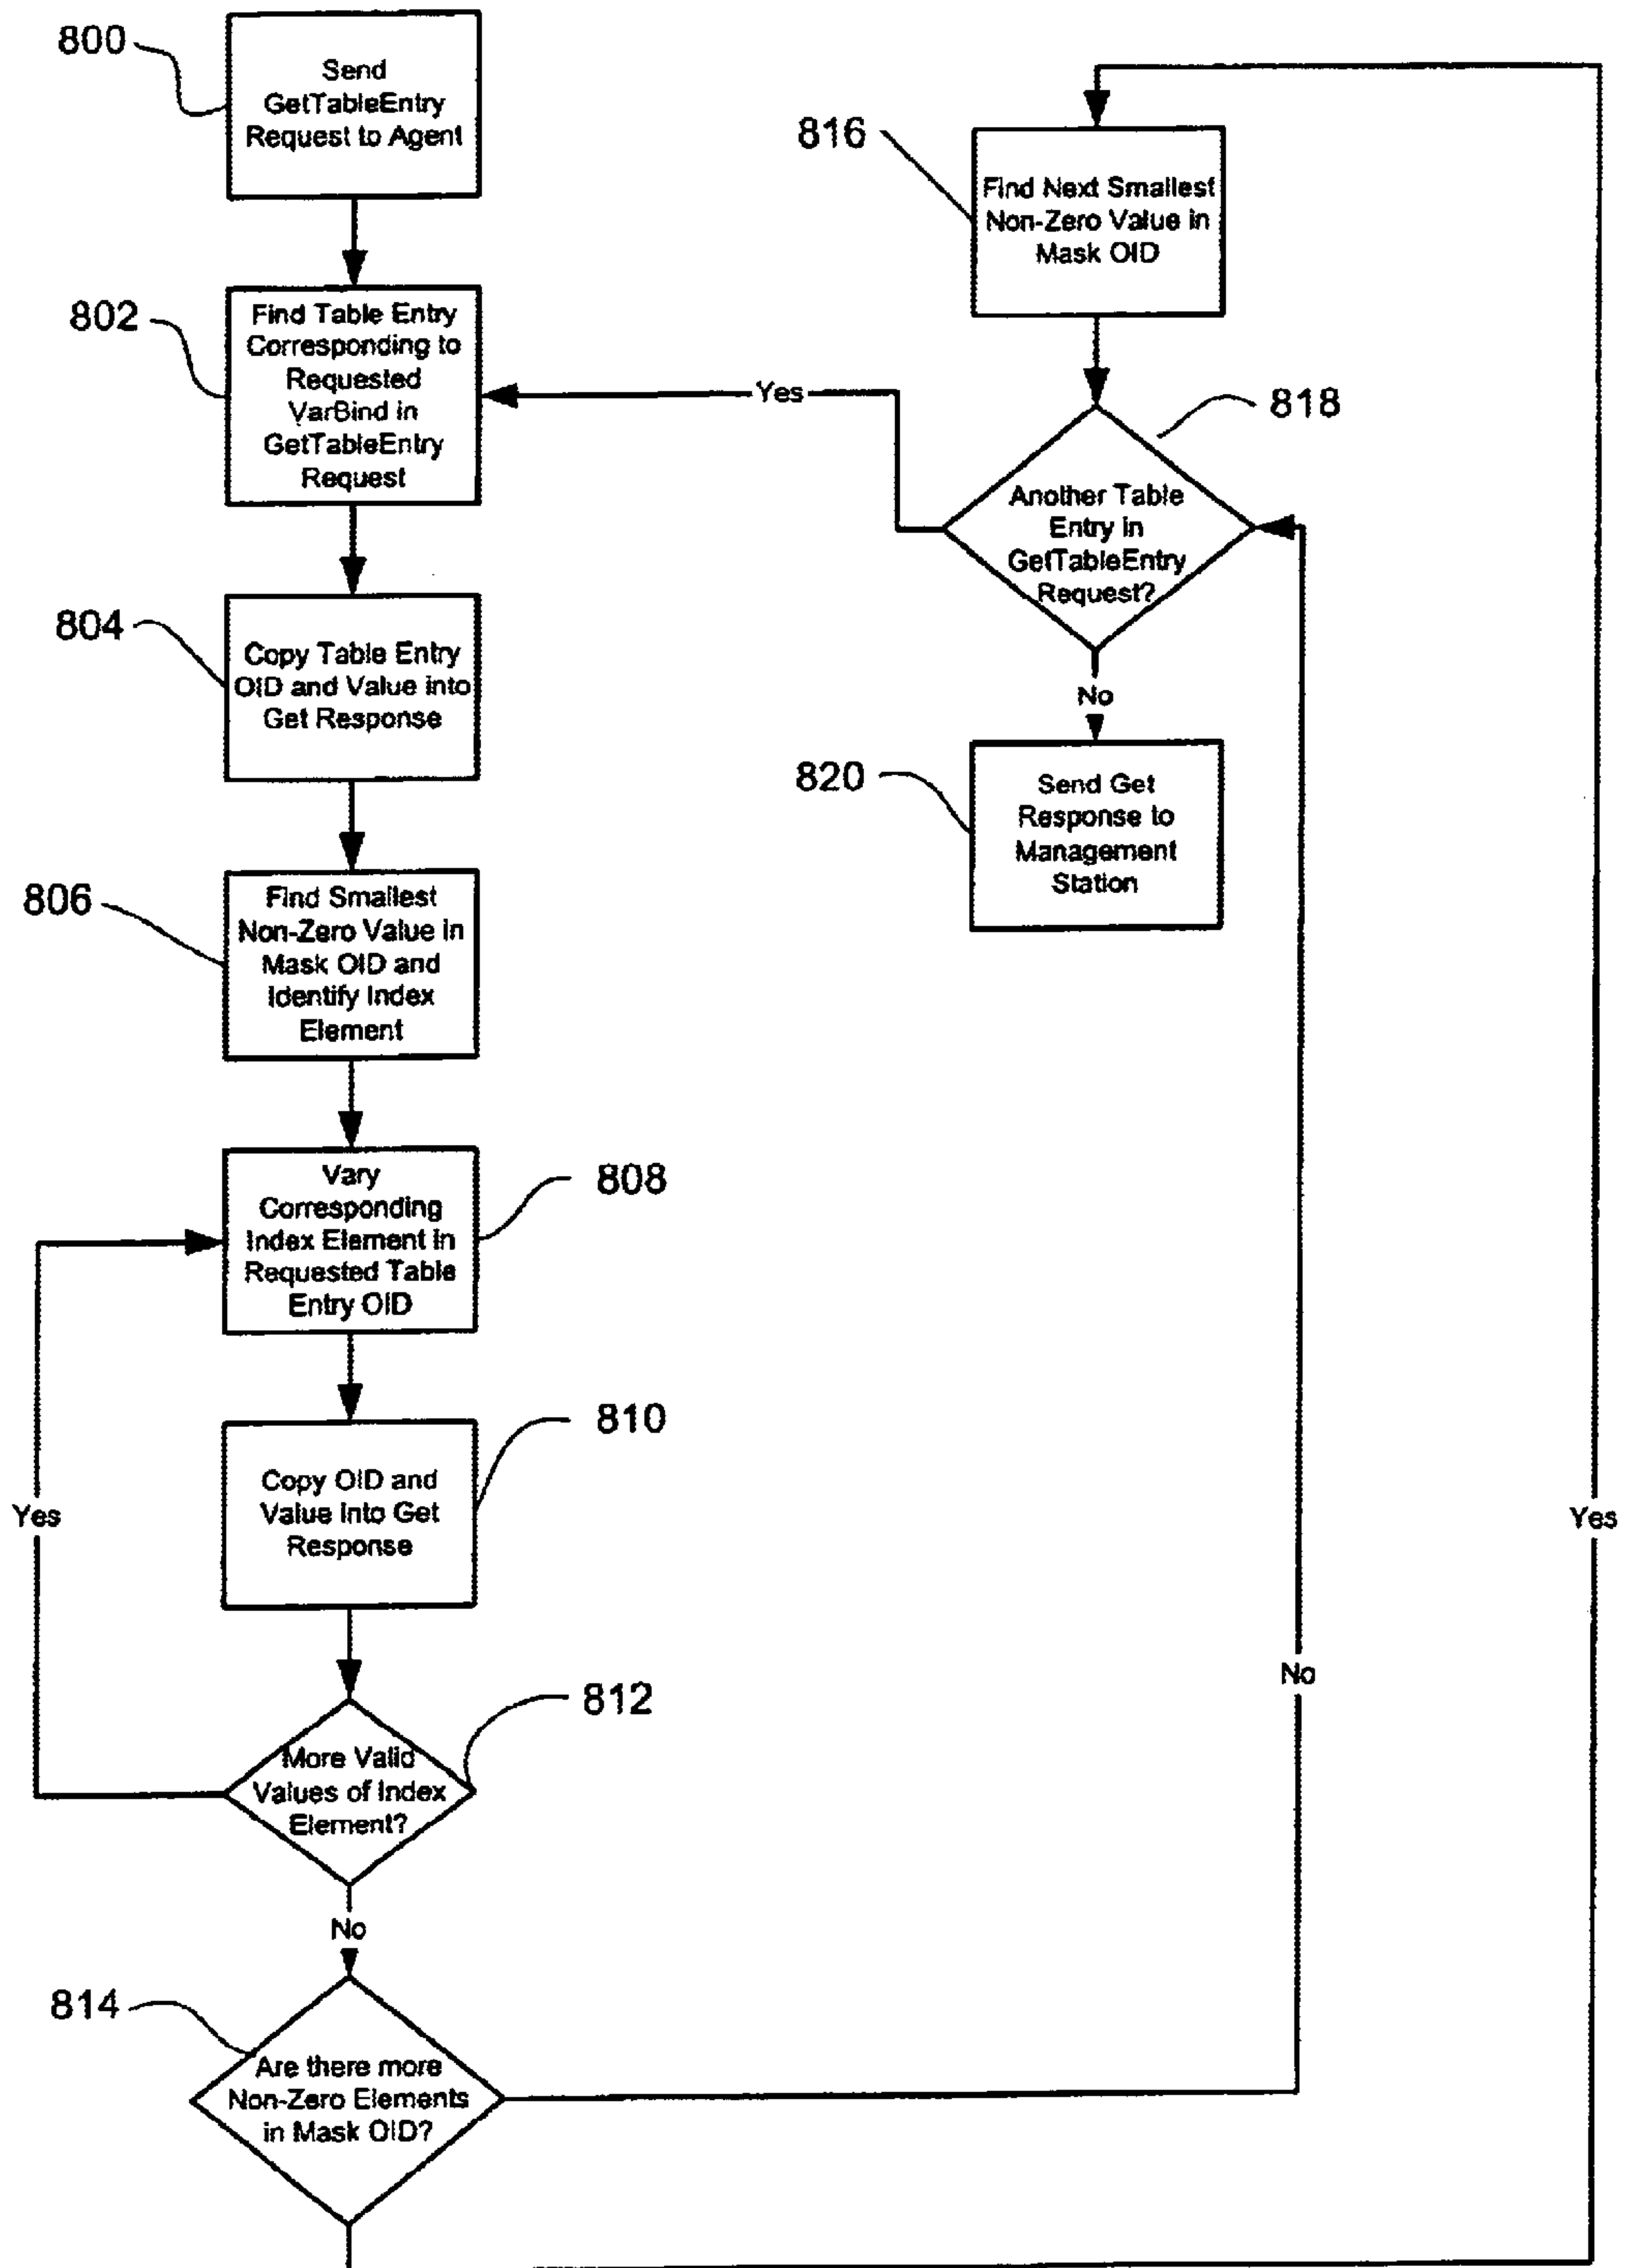 800
Send
GetTableEntry
Request to Agent
802
Find Table Entry
Corresponding to
Requested
VarBind in
GetTableEntry
Request
804
Copy Table Entry
OID and Value into
Get Response
806
Find Smallest
Non-Zero Value in
Mask OID and
Identify Index
Element
808
Vary
Corresponding
Index Element in
Requested Table
Entry OID
810
Copy OID and
Value into Get
Response
812
More Valid
Values of Index
Element?
Yes
No
814
Are there more
Non-Zero Elements
in Mask OID?
No
Yes
816
Find Next Smallest
Non-Zero Value in
Mask OID
818
Another Table
Entry in
GetTableEntry
Request?
Yes
No
820
Send Get
Response to
Management
Station